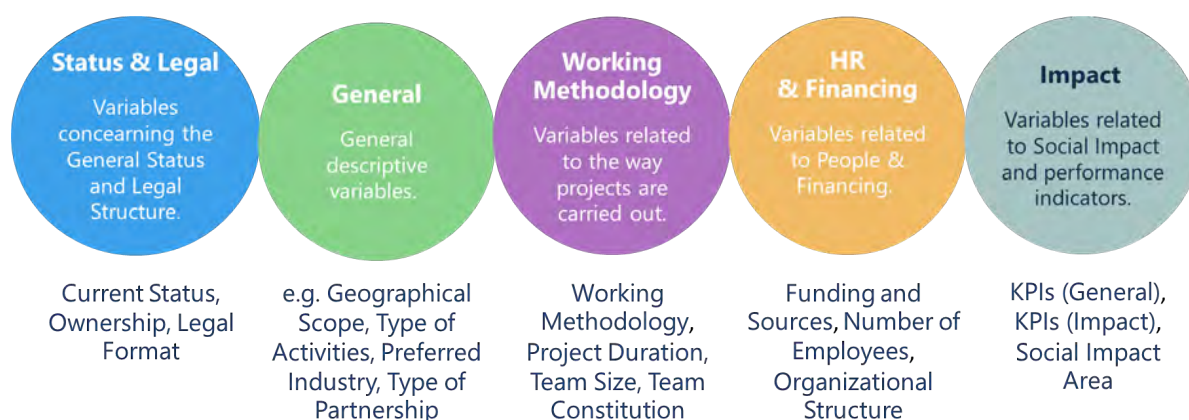 Status & Legal
Variables
concearning the
General Status
and Legal
Structure.
General
General
descriptive
variables.
Working
Methodology
Variables related
to the way
projects are
carried out.
HR
& Financing
Variables related
to People &
Financing.
Impact
Variables related
to Social Impact
and performance
indicators.
Current Status,
Ownership, Legal
Format
e.g. Geographical
Scope, Type of
Activities, Preferred
Industry, Type of
Partnership
Working
Methodology,
Project Duration,
Team Size, Team
Constitution
Funding and
Sources, Number of
Employees,
Organizational
Structure
KPIs (General),
KPIs (Impact),
Social Impact
Area